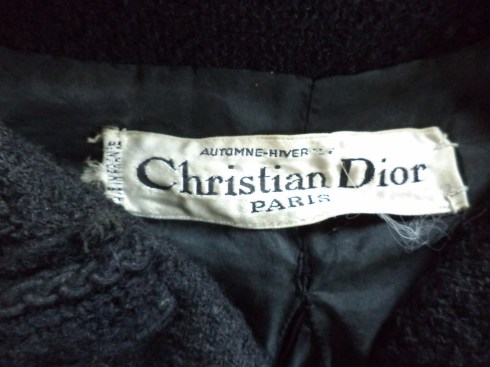 AUTOMNE-HIVER
Christian Dior
PARIS